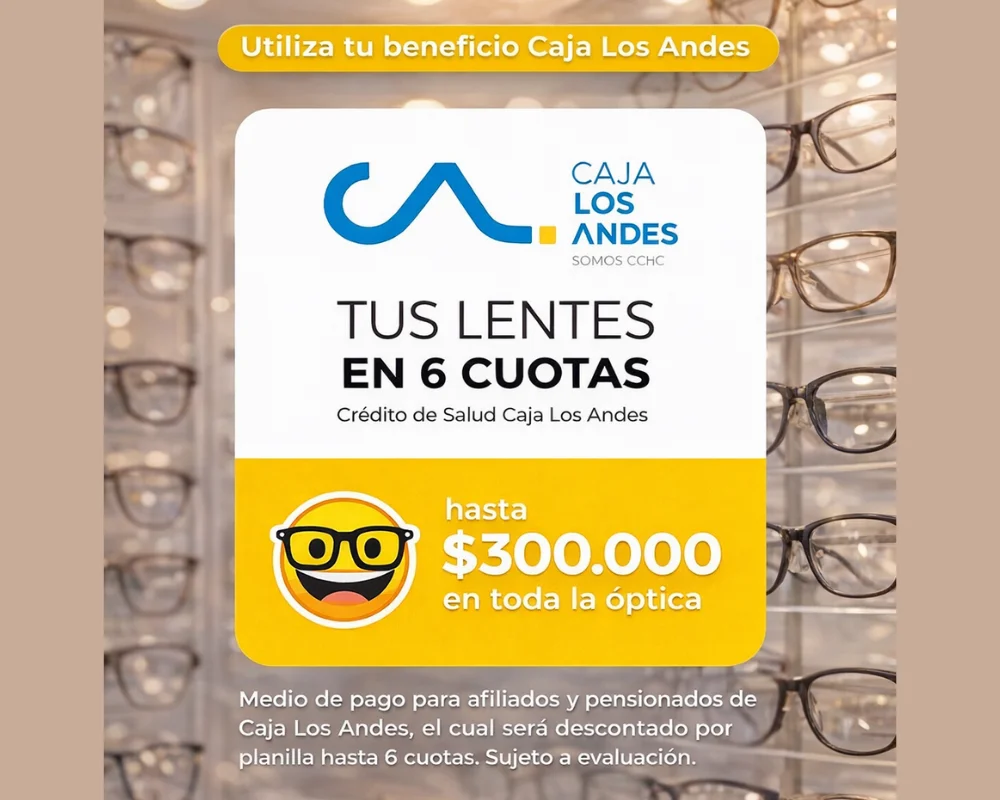 Utiliza tu beneficio Caja Los Andes
CAJA
LOS
ANDES
SOMOS CCHC
TUS LENTES
EN 6 CUOTAS
Crédito de Salud Caja Los Andes
hasta
$300.000
en toda la óptica
Medio de pago para afiliados y pensionados de
Caja Los Andes, el cual será descontado por
planilla hasta 6 cuotas. Sujeto a evaluación.